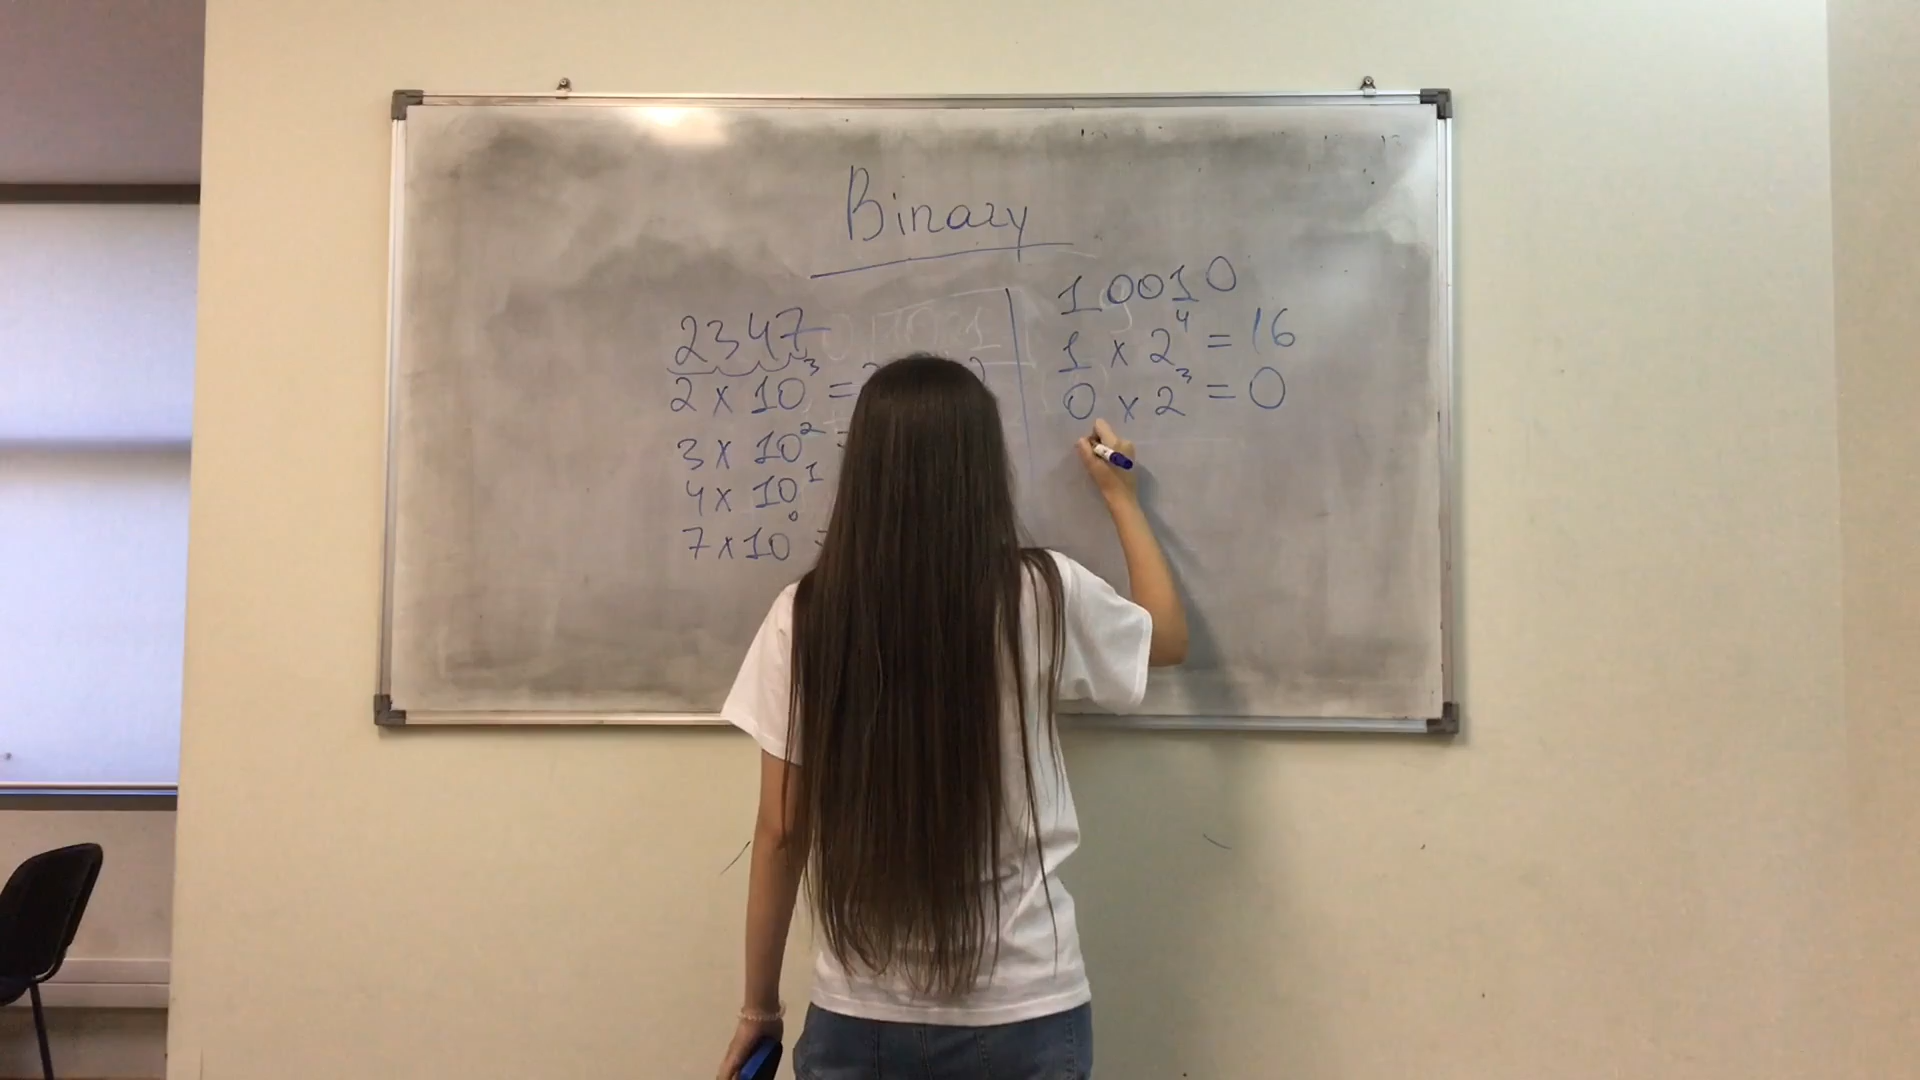 Binary
2347
2 x 10³ =
3 x 10² =
4 x 10¹
7 x 10⁰ =
10010
1 x 2⁴ = 16
0 x 2³ = 0